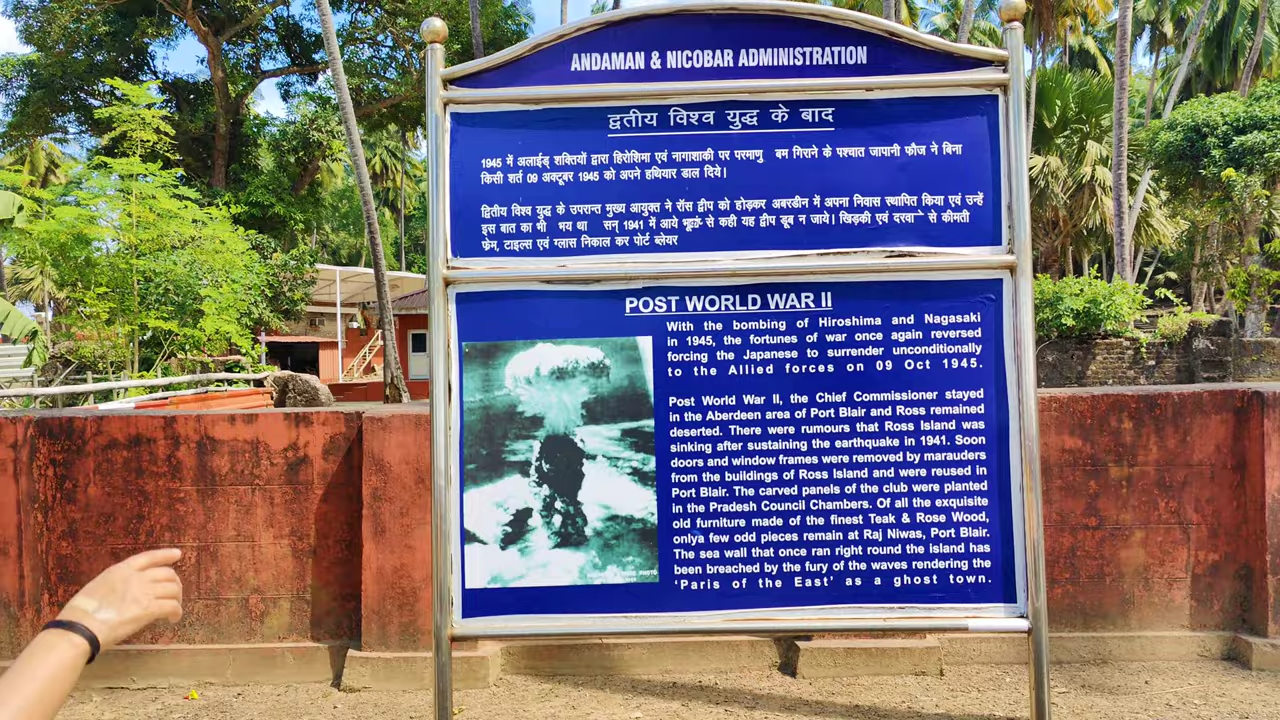 ANDAMAN & NICOBAR ADMINISTRATION
द्वतीय विश्व युद्ध के बाद
1945 में अलाईड् शक्तियों द्वारा हिरोशिमा एवं नागाशाकी पर परमाणु बम गिराने के पश्चात जापानी फौज ने बिना
किसी शर्त 09 अक्टूबर 1945 को अपने हथियार डाल दिये।
द्वितीय विश्व युद्ध के उपरान्त मुख्य आयुक्त ने रॉस द्वीप को होड़कर अबरडीन में अपना निवास स्थापित किया एवं उन्हें
इस बात का भी भय था सन् 1941 में आये से कही यह द्वीप डूब न जाये। खिड़की एवं से कीमती
फ्रेम, टाइल्स एवं ग्लास निकाल कर पोर्ट ब्लेयर
POST WORLD WAR II
With the bombing of Hiroshima and Nagasaki
in 1945, the fortunes of war once again reversed
forcing the Japanese to surrender unconditionally
to the Allied forces on 09 Oct 1945.
Post World War II, the Chief Commissioner stayed
in the Aberdeen area of Port Blair and Ross remained
deserted. There were rumours that Ross Island was
sinking after sustaining the earthquake in 1941. Soon
doors and window frames were removed by marauders
from the buildings of Ross Island and were reused in
Port Blair. The carved panels of the club were planted
in the Pradesh Council Chambers. Of all the exquisite
old furniture made of the finest Teak & Rose Wood,
onlya few odd pieces remain at Raj Niwas, Port Blair.
The sea wall that once ran right round the island has
been breached by the fury of the waves rendering the
'Paris of the East' as a ghost town.